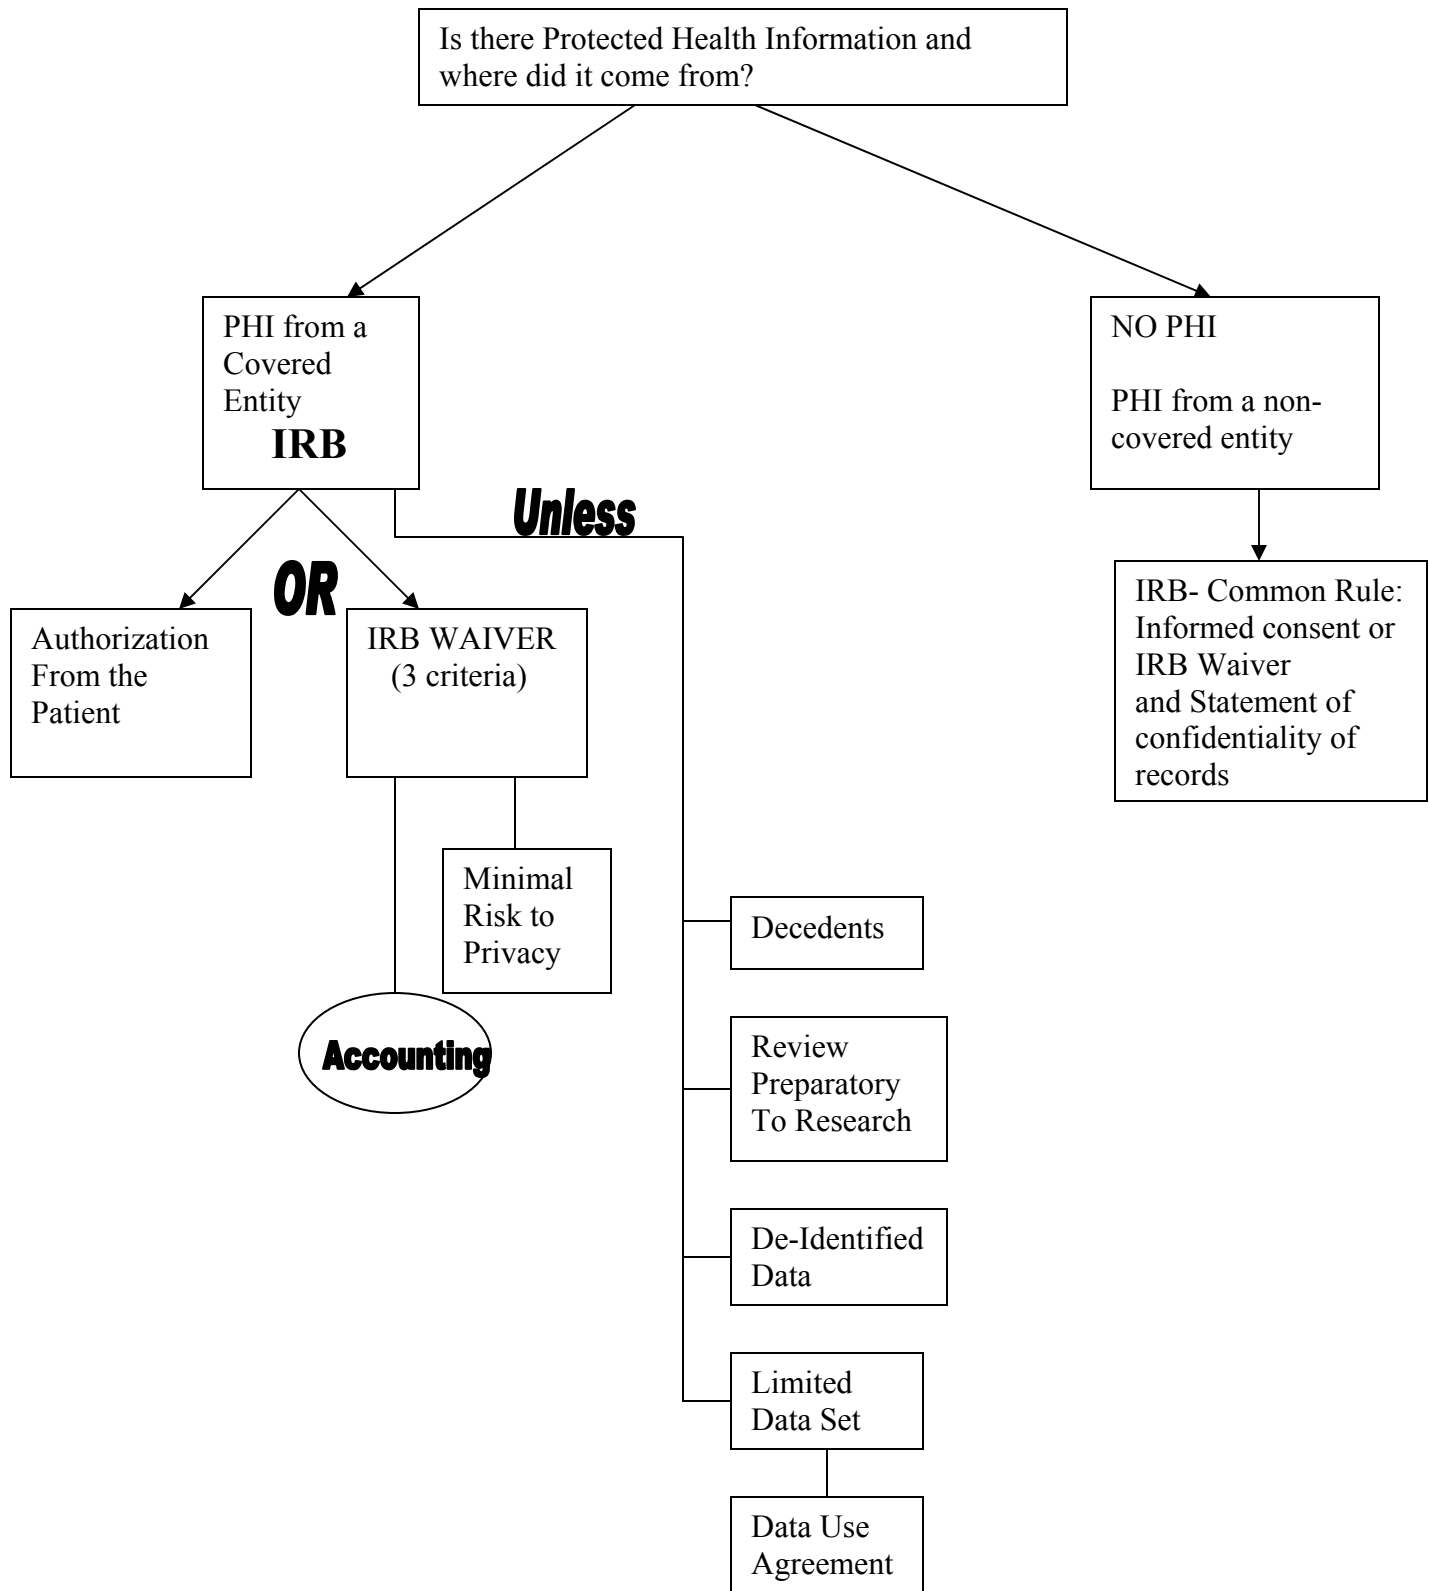 Is there Protected Health Information and
where did it come from?
PHI from a
Covered
Entity
IRB
NO PHI
PHI from a non-
covered entity
Unless
OR
Authorization
From the
Patient
IRB WAIVER
(3 criteria)
IRB- Common Rule:
Informed consent or
IRB Waiver
and Statement of
confidentiality of
records
Minimal
Risk to
Privacy
Accounting
Decedents
Review
Preparatory
To Research
De-Identified
Data
Limited
Data Set
Data Use
Agreement